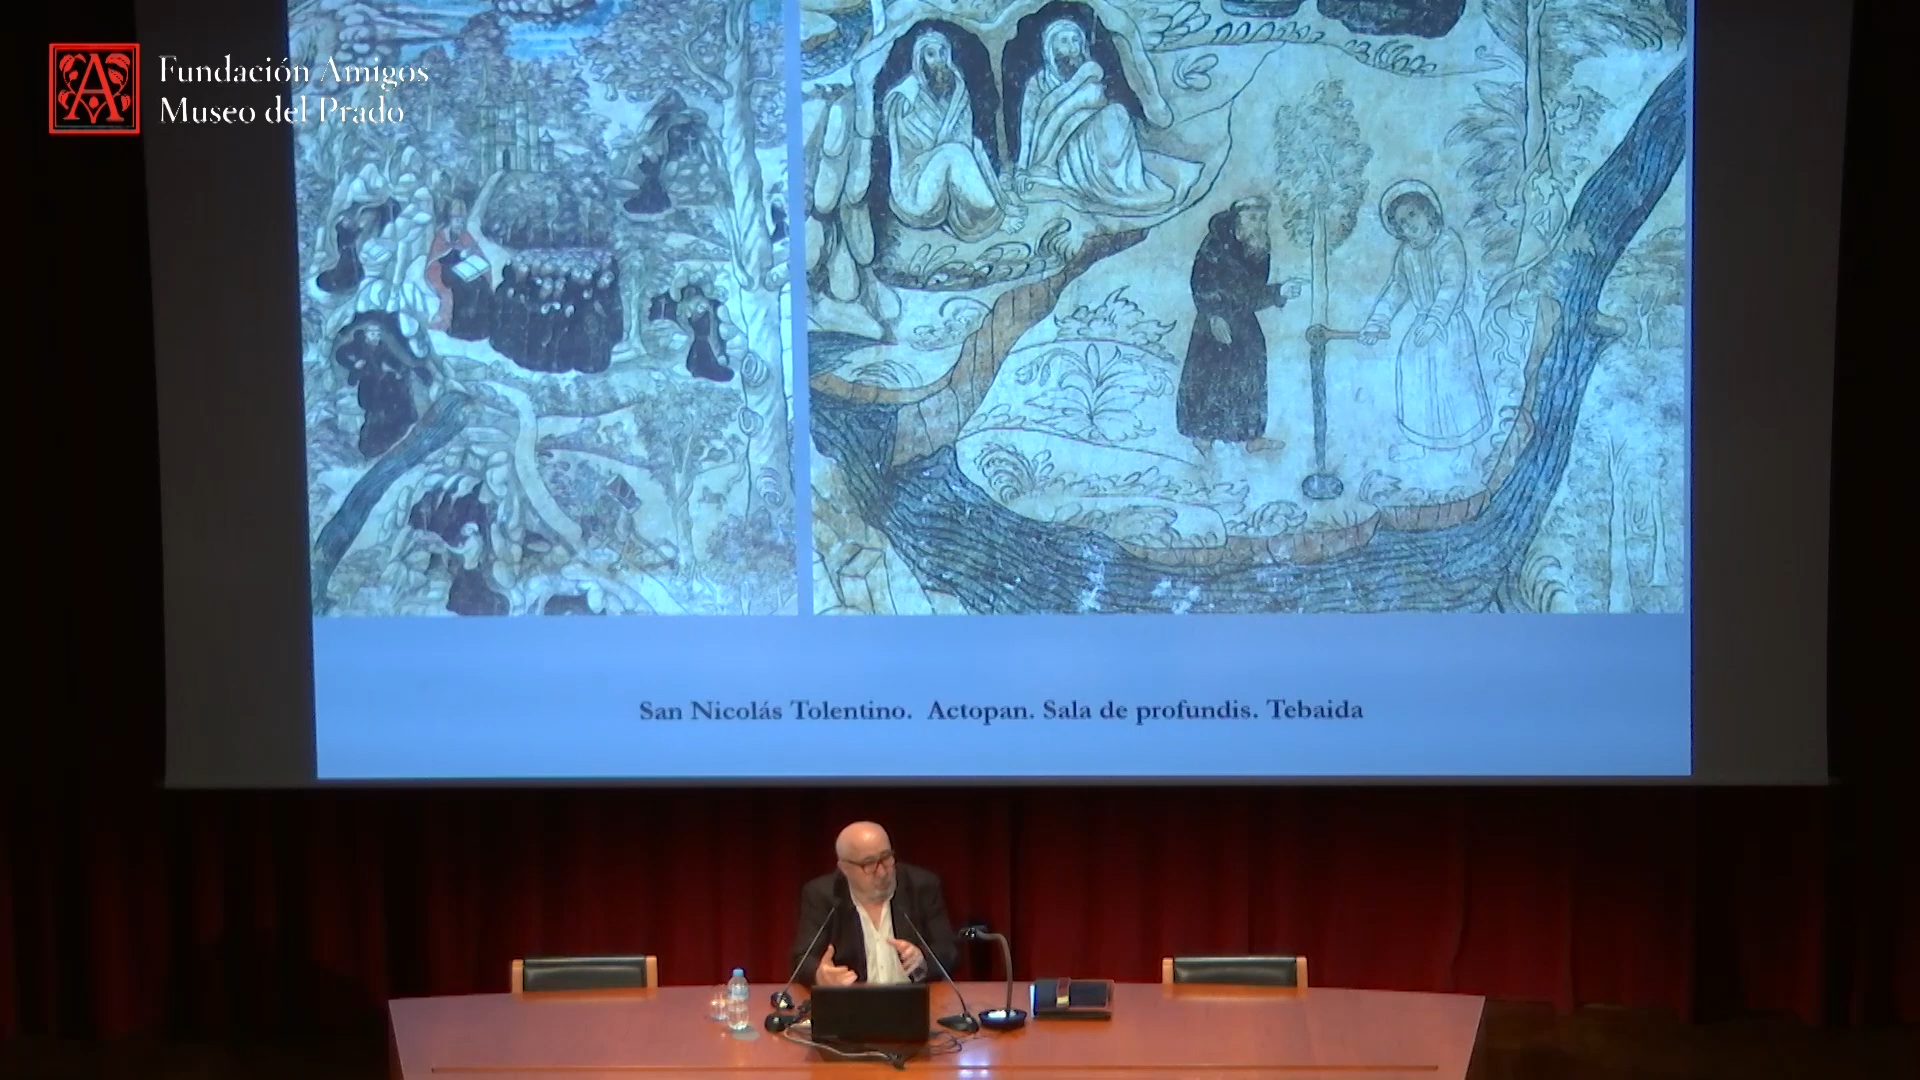 Fundación Amigos
Museo del Prado
San Nicolás Tolentino. Actopan. Sala de profundis. Tebaida